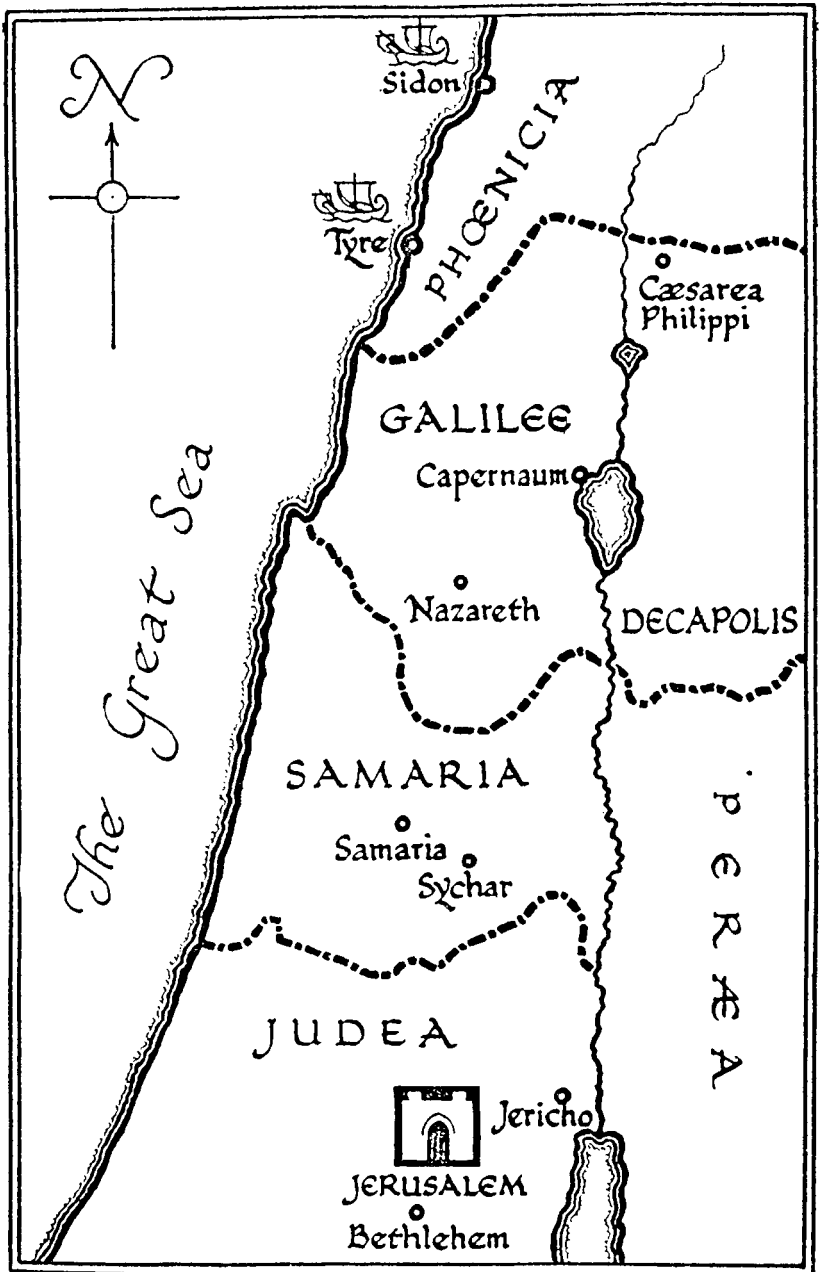 N
Sidon
PHŒNICIA
Tyre
Cæsarea
Philippi
GALILEE
Capernaum
The Great Sea
Nazareth
DECAPOLIS
SAMARIA
PERÆA
Samaria
Sychar
JUDEA
Jericho
JERUSALEM
Bethlehem